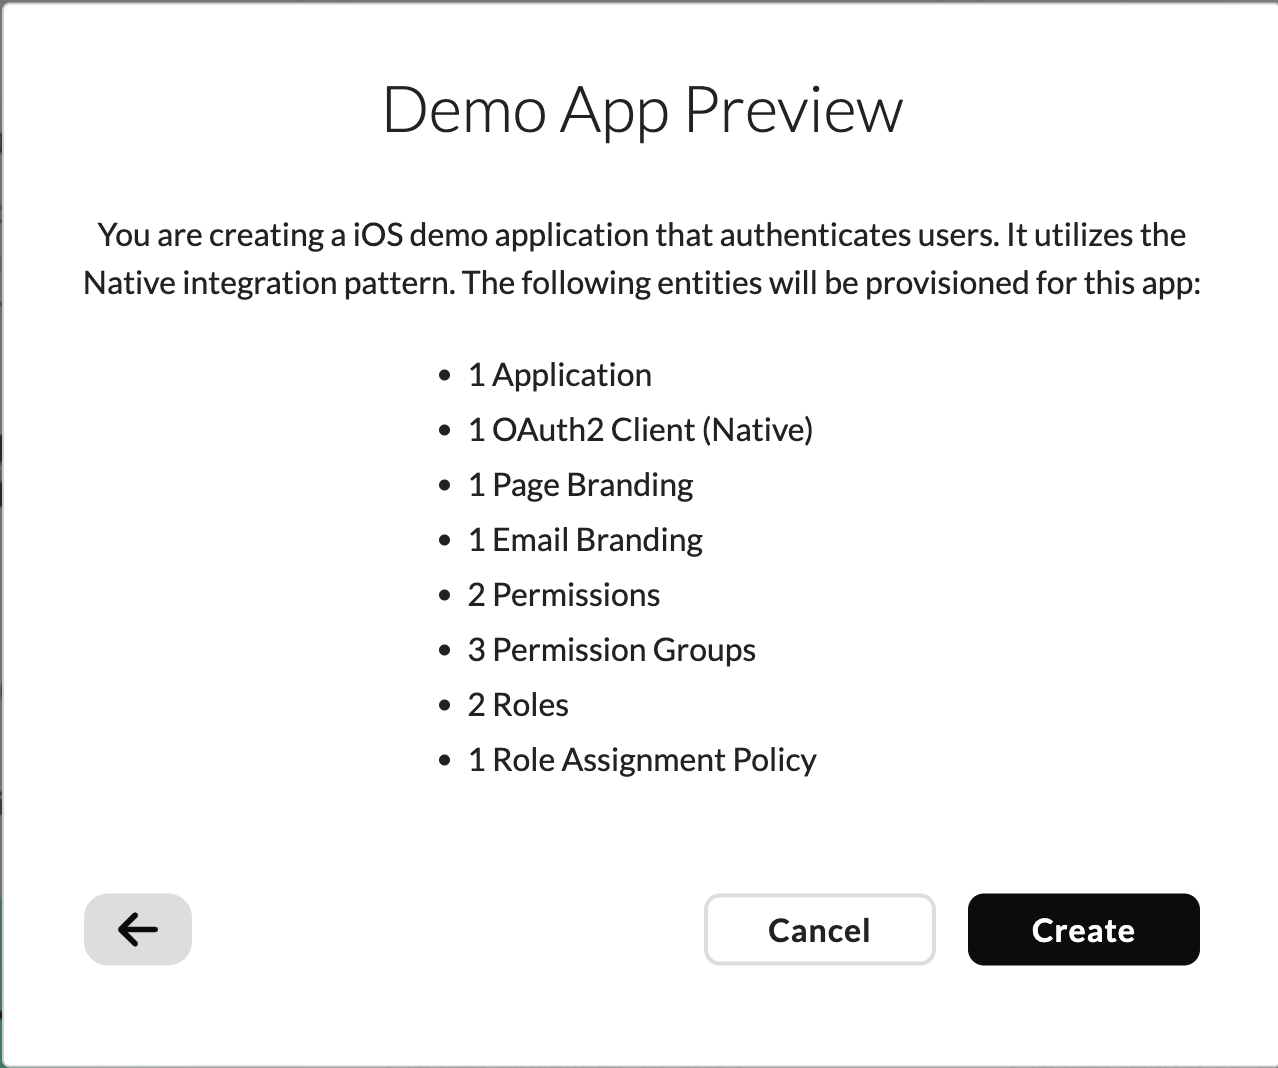 Demo App Preview
You are creating a iOS demo application that authenticates users. It utilizes the
Native integration pattern. The following entities will be provisioned for this app:
• 1 Application
• 1 OAuth2 Client (Native)
• 1 Page Branding
• 1 Email Branding
• 2 Permissions
• 3 Permission Groups
• 2 Roles
• 1 Role Assignment Policy
Cancel
Create